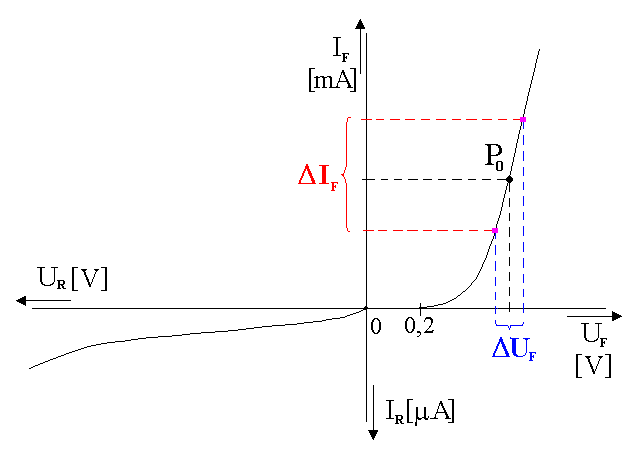 I_F
[mA]
P_0
ΔI_F
U_R [V]
0
0,2
U_F
ΔU_F
[V]
I_R [μA]